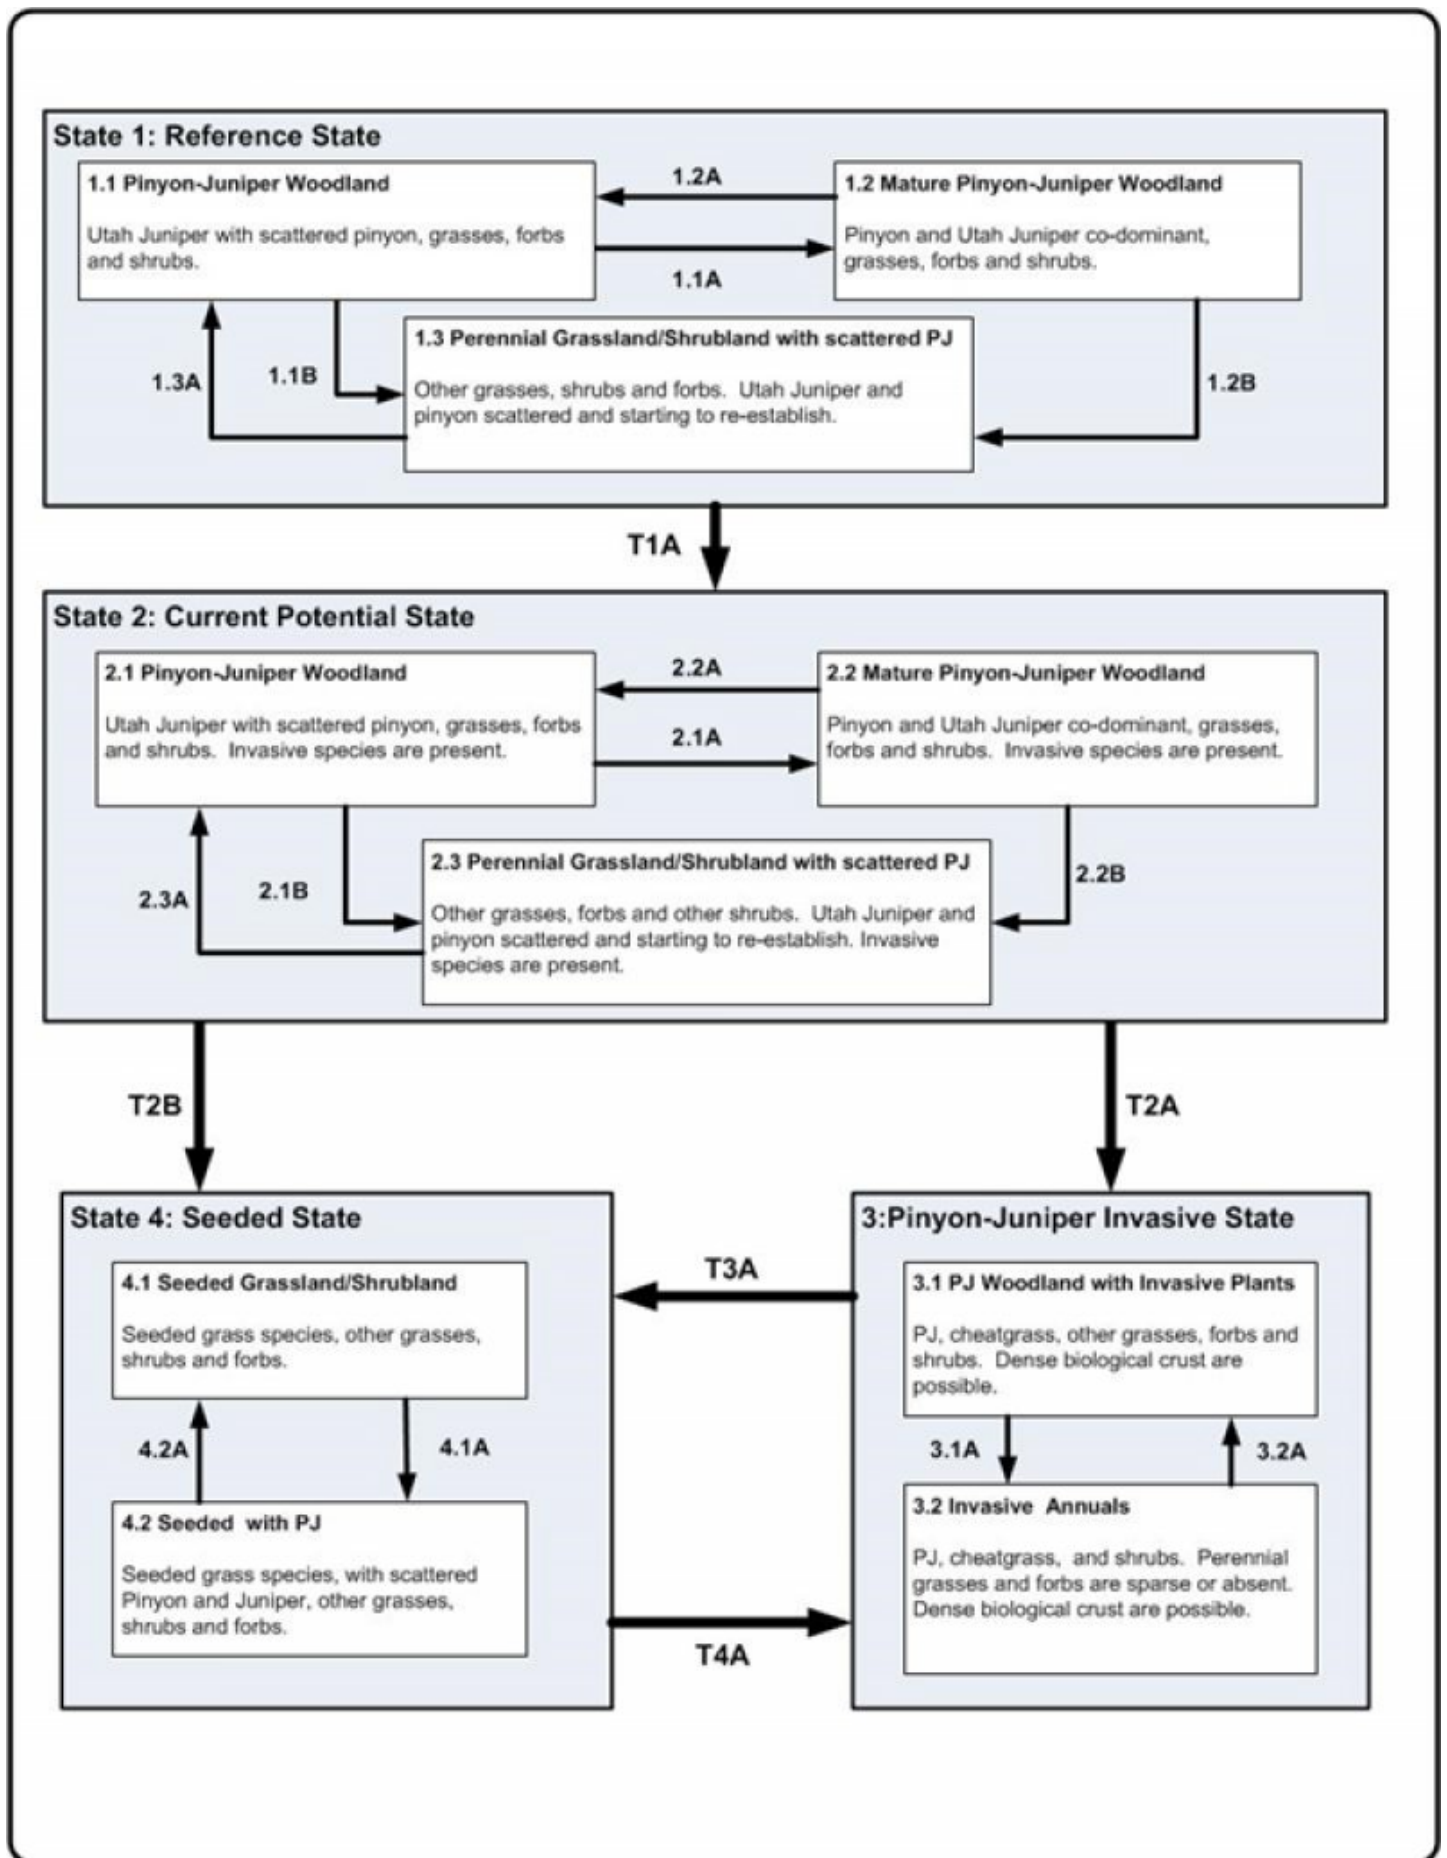 State 1: Reference State
1.1 Pinyon-Juniper Woodland
Utah Juniper with scattered pinyon, grasses, forbs
and shrubs.
1.2A
1.1A
1.2 Mature Pinyon-Juniper Woodland
Pinyon and Utah Juniper co-dominant,
grasses, forbs and shrubs.
1.3A
1.1B
1.3 Perennial Grassland/Shrubland with scattered PJ
Other grasses, shrubs and forbs. Utah Juniper and
pinyon scattered and starting to re-establish.
1.2B
T1A
State 2: Current Potential State
2.1 Pinyon-Juniper Woodland
Utah Juniper with scattered pinyon, grasses, forbs
and shrubs. Invasive species are present.
2.2A
2.1A
2.2 Mature Pinyon-Juniper Woodland
Pinyon and Utah Juniper co-dominant, grasses,
forbs and shrubs. Invasive species are present.
2.3A
2.1B
2.3 Perennial Grassland/Shrubland with scattered PJ
Other grasses, forbs and other shrubs. Utah Juniper and
pinyon scattered and starting to re-establish. Invasive
species are present.
2.2B
T2B
T2A
State 4: Seeded State
4.1 Seeded Grassland/Shrubland
Seeded grass species, other grasses,
shrubs and forbs.
4.2A
4.1A
4.2 Seeded with PJ
Seeded grass species, with scattered
Pinyon and Juniper, other grasses,
shrubs and forbs.
T3A
T4A
3:Pinyon-Juniper Invasive State
3.1 PJ Woodland with Invasive Plants
PJ, cheatgrass, other grasses, forbs and
shrubs. Dense biological crust are
possible.
3.1A
3.2A
3.2 Invasive Annuals
PJ, cheatgrass, and shrubs. Perennial
grasses and forbs are sparse or absent.
Dense biological crust are possible.